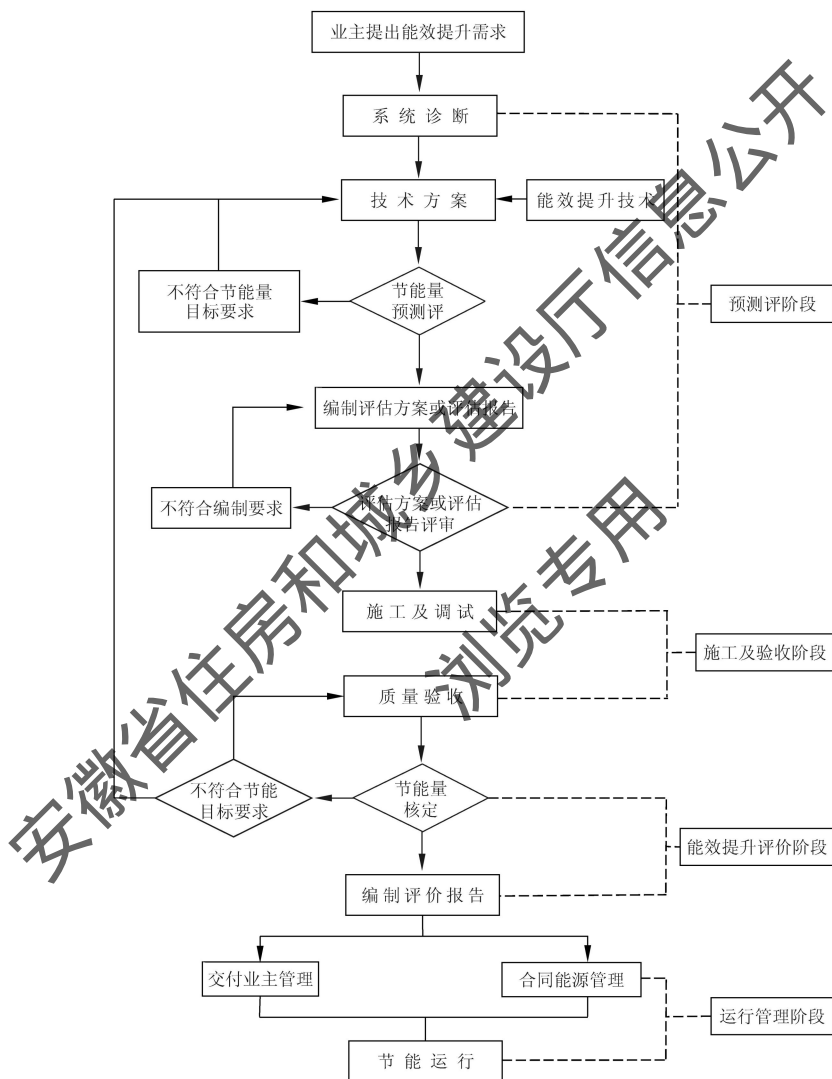 业主提出能效提升需求
系统诊断
技术方案
能效提升技术
不符合节能量
目标要求
节能量
预测评
预测评阶段
编制评估方案或评估报告
不符合编制要求
评估方案或评估
报告评审
施工及调试
施工及验收阶段
质量验收
不符合节能
目标要求
节能量
核定
能效提升评价阶段
编制评价报告
交付业主管理
合同能源管理
运行管理阶段
节能运行
安徽省住房和城乡建设厅信息公开
浏览专用